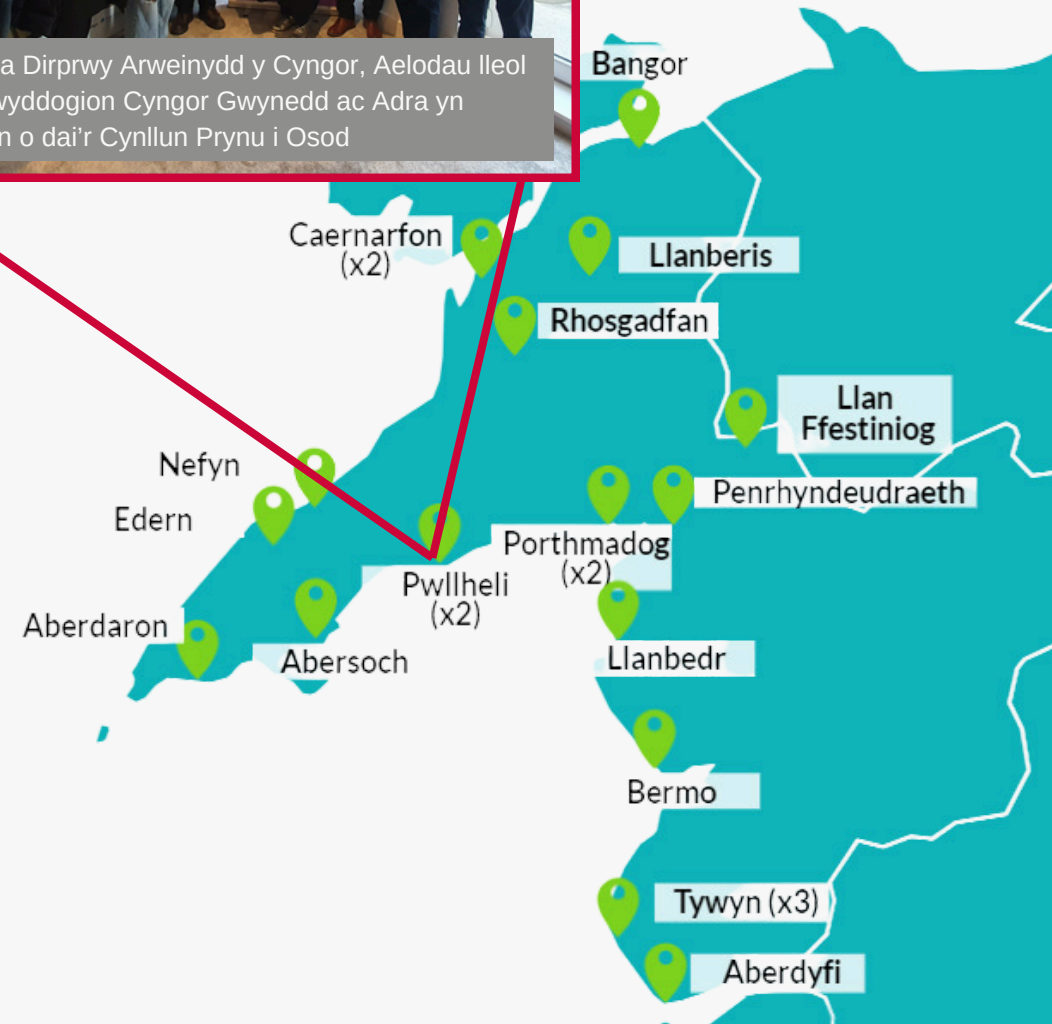 a Dirprwy Arweinydd y Cyngor, Aelodau lleol
Cyngor Gwynedd ac Adra yn
o dai'r Cynllun Prynu i Osod
Bangor
Caernarfon
(x2)
Llanberis
Rhosgadfan
Llan
Ffestiniog
Nefyn
Edern
Penrhyndeudraeth
Porthmadog
(x2)
Pwllheli
(x2)
Aberdaron
Abersoch
Llanbedr
Bermo
Tywyn (x3)
Aberdyfi